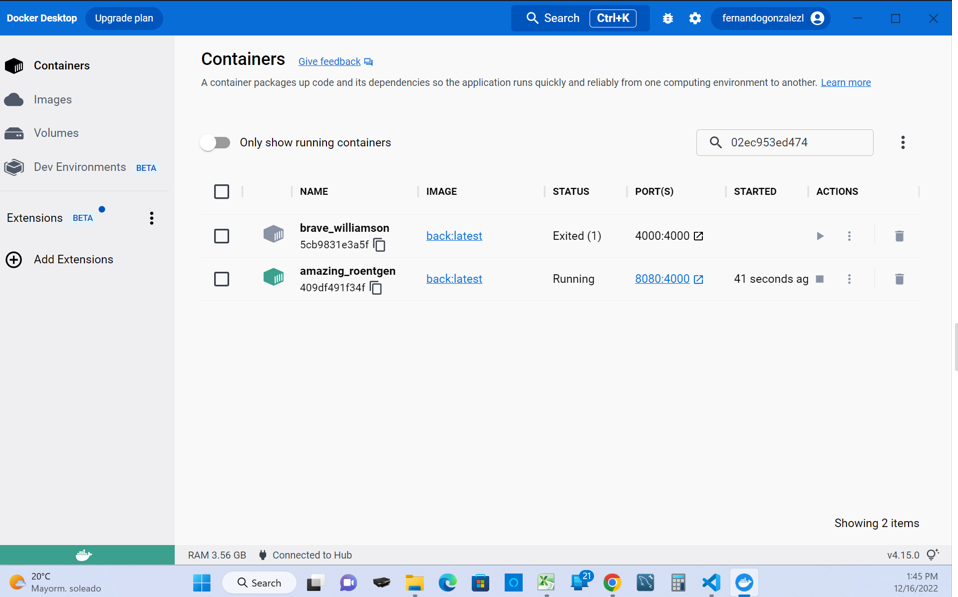 Docker Desktop Upgrade plan Search Ctrl+K fernandogonzalezl
Containers
Images
Volumes
Dev Environments BETA
Extensions BETA
Add Extensions
Containers Give feedback
A container packages up code and its dependencies so the application runs quickly and reliably from one computing environment to another. Learn more
Only show running containers 02ec953ed474
NAME IMAGE STATUS PORT(S) STARTED ACTIONS
brave_williamson
5cb9831e3a5f back:latest Exited (1) 4000:4000
amazing_roentgen
409df491f34f back:latest Running 8080:4000 41 seconds ag
Showing 2 items
RAM 3.56 GB Connected to Hub v4.15.0
20°C
Mayorm. soleado
Search
21
1:45 PM
12/16/2022